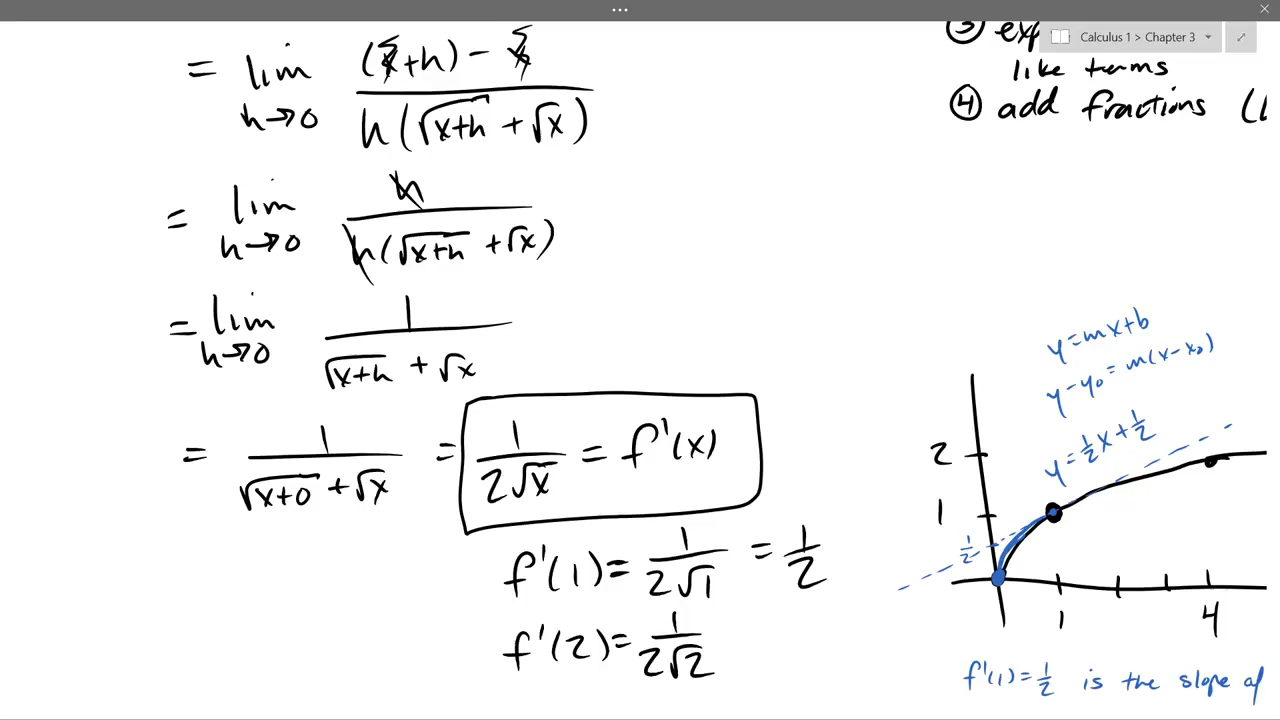 ...
Calculus 1 > Chapter 3
③
like terms
④ add fractions
= lim h→0 ((x+h) - x) / (h(√(x+h) + √x))
= lim h→0 h / (h(√(x+h) + √x))
= lim h→0 1 / (√(x+h) + √x)
= 1 / (√(x+0) + √x) = 1 / (2√x) = f'(x)
f'(1) = 1 / (2√1) = 1/2
f'(2) = 1 / (2√2)
y = mx+b
y - y₀ = m(x - x₀)
y = 1/2 x + 1/2
2
1
1/2
1
4
f'(1) = 1/2 is the slope of